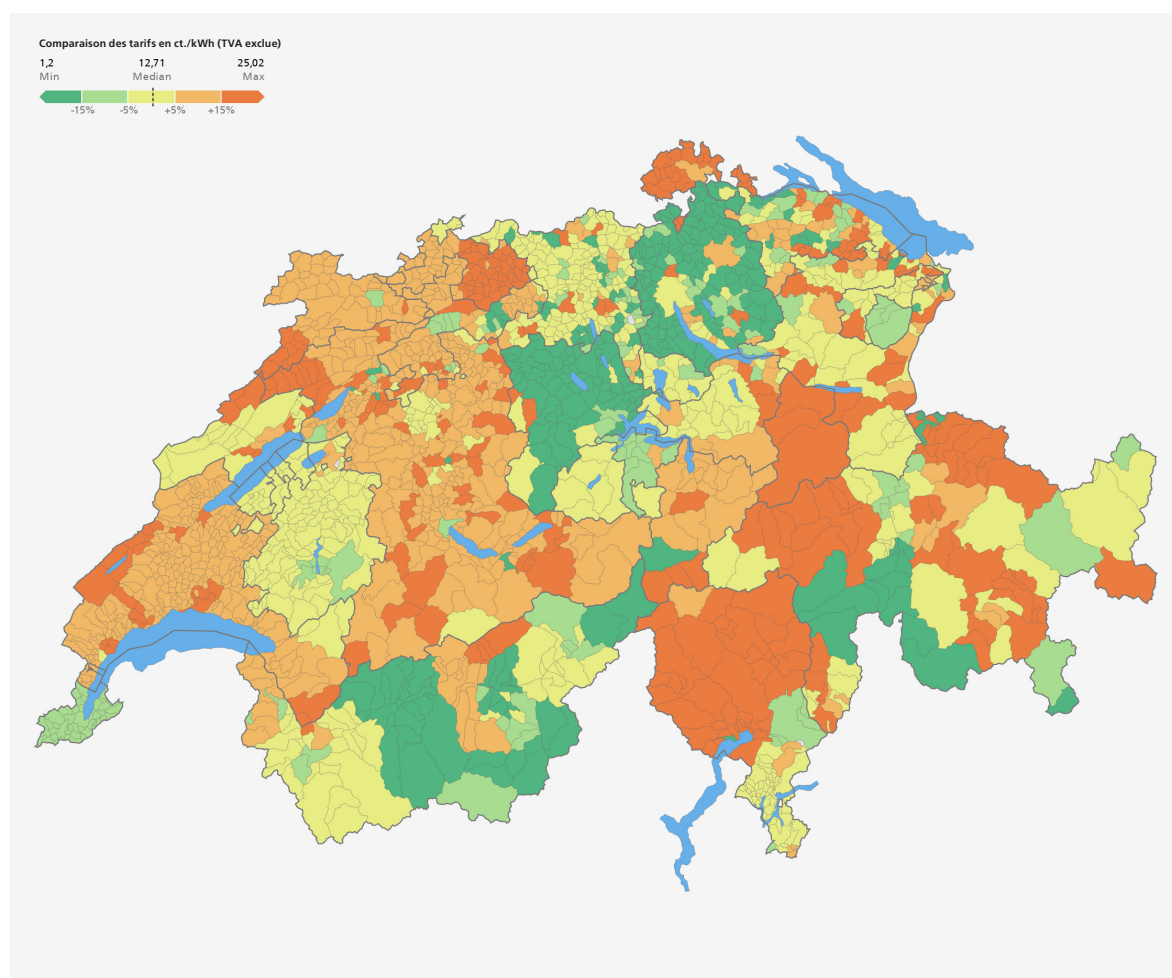 Comparaison des tarifs en ct./kWh (TVA exclue)
1,2 12,71 25,02
Min Median Max
-15% -5% +5% +15%